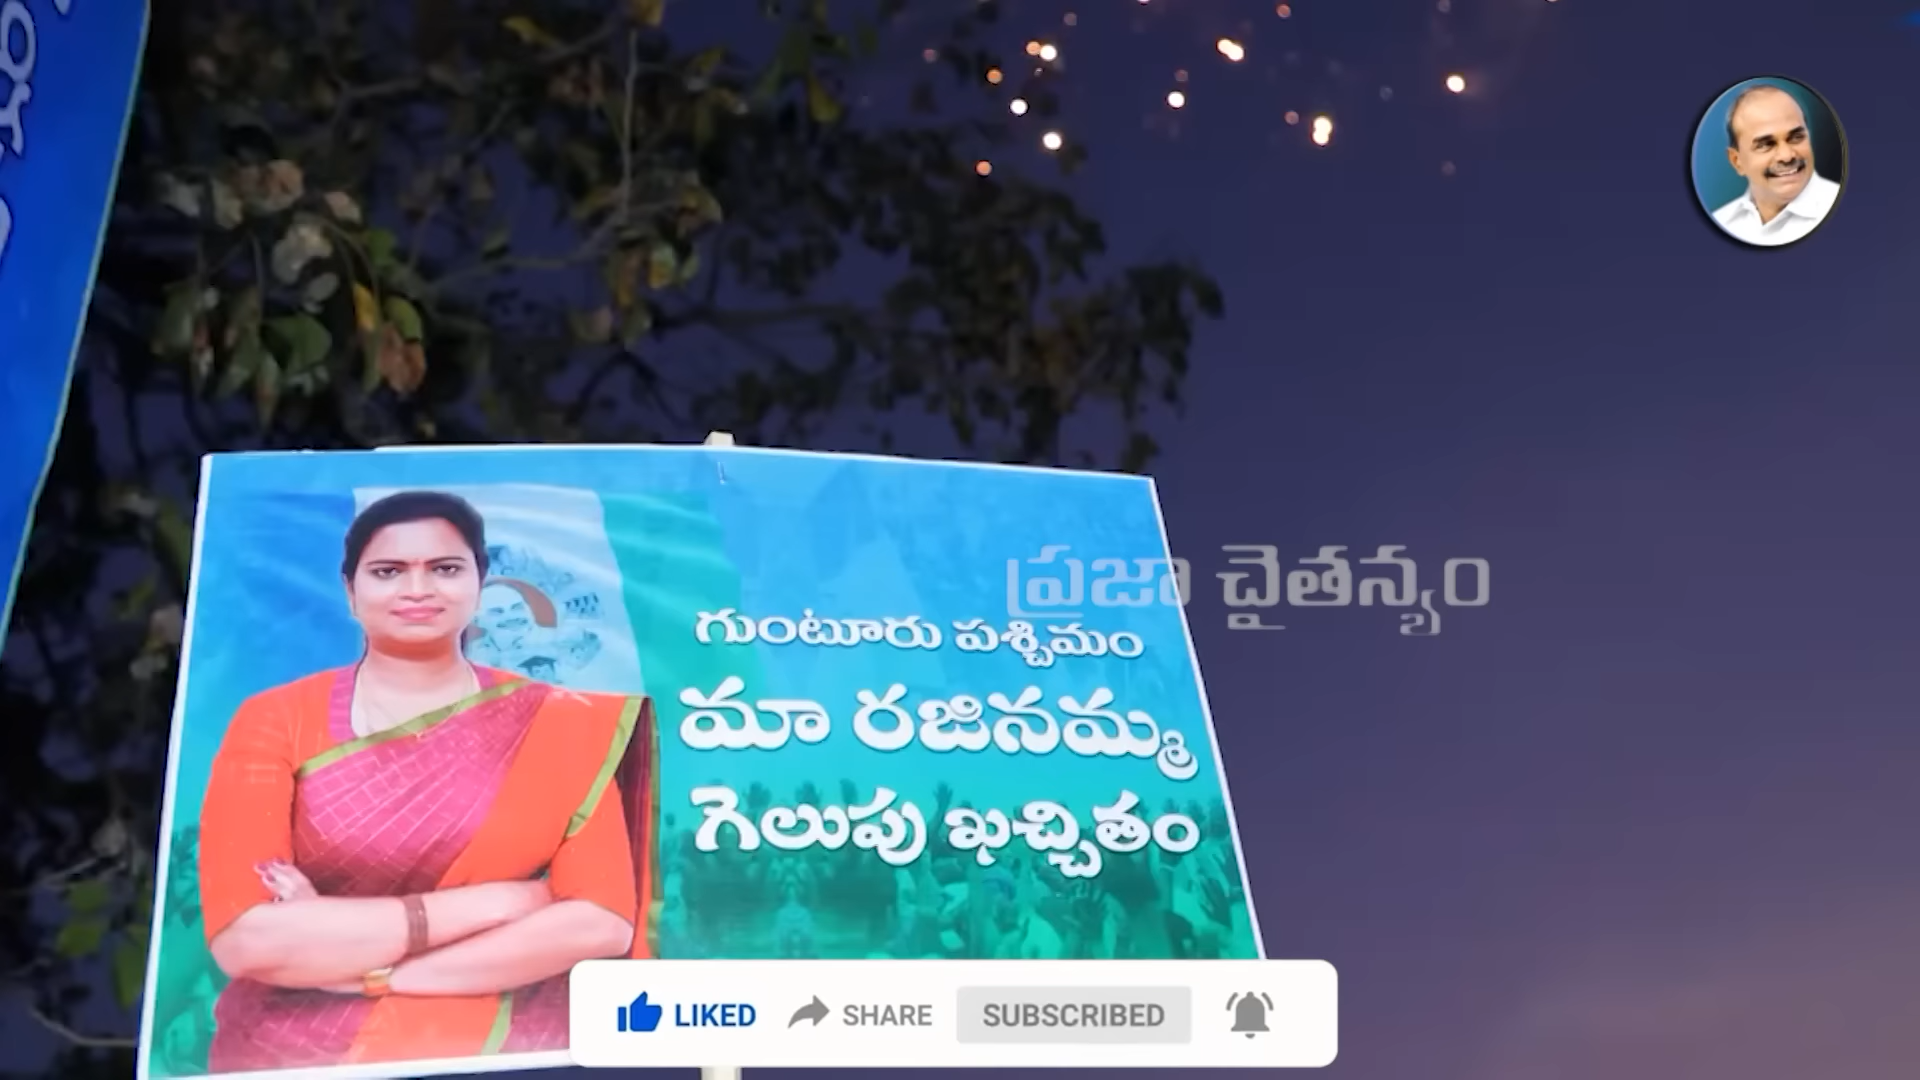 ప్రజా చైతన్యం
గుంటూరు పశ్చిమం
మా రజినమ్మ
గెలుపు ఖచ్చితం
LIKED SHARE SUBSCRIBED